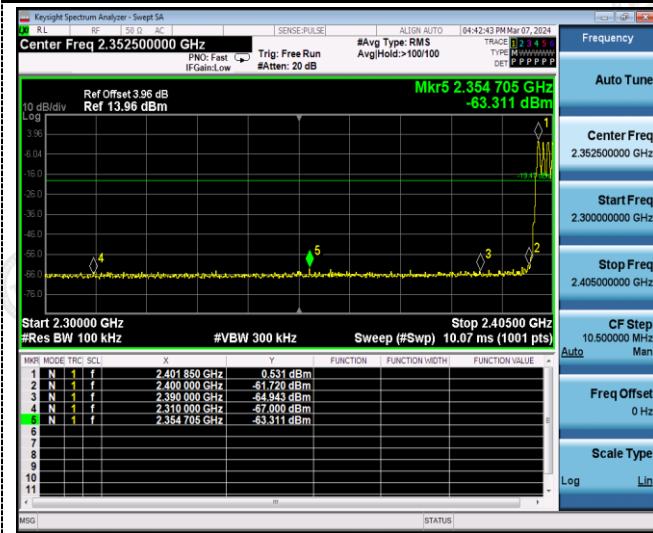 Keysight Spectrum Analyzer - Swept SA
RL RF 50 Ω AC SENSE:PULSE ALIGN AUTO 04:42:43 PM Mar 07, 2024
Center Freq 2.352500000 GHz
PNO: Fast
IFGain:Low
Trig: Free Run
#Atten: 20 dB
#Avg Type: RMS
Avg|Hold:>100/100
TRACE 1 2 3 4 5 6
TYPE M
DET P P P P P P
Ref Offset 3.96 dB
10 dB/div Ref 13.96 dBm
Log
Mkr5 2.354 705 GHz
-63.311 dBm
3.96
-6.04
-16.0
-26.0
-36.0
-46.0
-56.0
-66.0
-76.0
1
2
3
4
5
Start 2.30000 GHz Stop 2.40500 GHz
#Res BW 100 kHz #VBW 300 kHz Sweep (#Swp) 10.07 ms (1001 pts)
MKR MODE TRC SCL X Y FUNCTION FUNCTION WIDTH FUNCTION VALUE
1 N 1 f 2.401 850 GHz 0.531 dBm
2 N 1 f 2.400 000 GHz -61.720 dBm
3 N 1 f 2.390 000 GHz -64.943 dBm
4 N 1 f 2.310 000 GHz -67.000 dBm
5 N 1 f 2.354 705 GHz -63.311 dBm
6
7
8
9
10
11
MSG STATUS
Frequency
Auto Tune
Center Freq
2.352500000 GHz
Start Freq
2.300000000 GHz
Stop Freq
2.405000000 GHz
CF Step
10.500000 MHz
Auto Man
Freq Offset
0 Hz
Scale Type
Log Lin